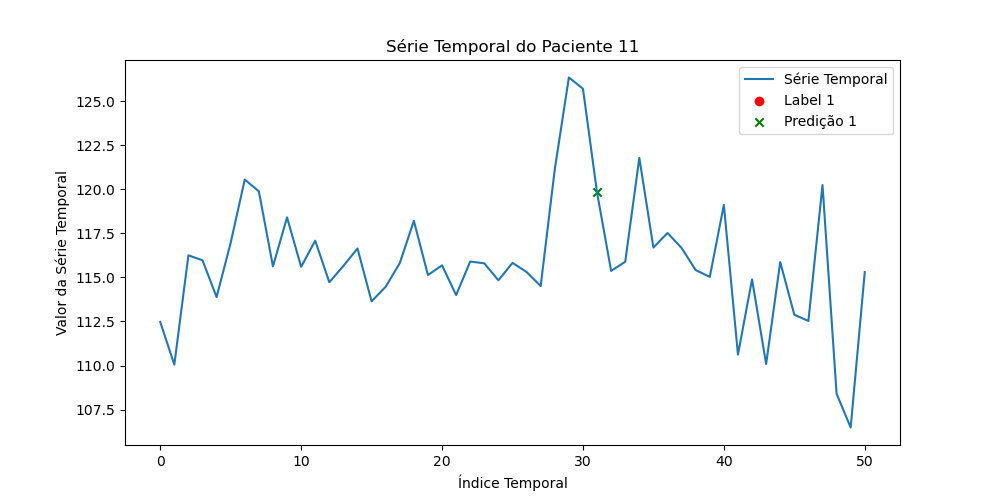 Série Temporal do Paciente 11
Série Temporal
Label 1
Predição 1
Valor da Série Temporal
125.0
122.5
120.0
117.5
115.0
112.5
110.0
107.5
0 10 20 30 40 50
Índice Temporal